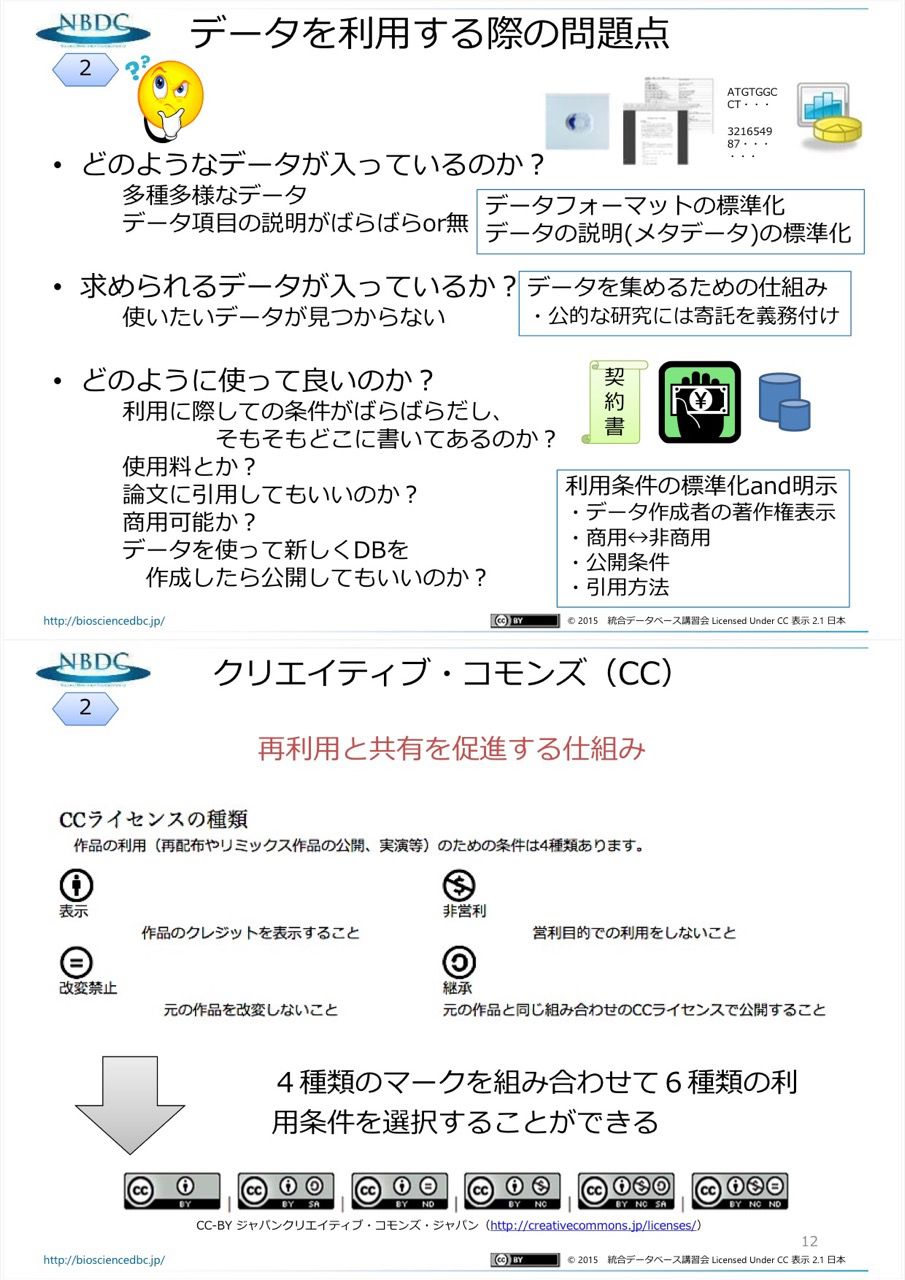 NBDC
データを利用する際の問題点
2
??
ATGTGGC
CT・・・
3216549
87・・・
・・・
• どのようなデータが入っているのか？
多種多様なデータ
データ項目の説明がばらばらor無
データフォーマットの標準化
データの説明(メタデータ)の標準化
• 求められるデータが入っているか？
使いたいデータが見つからない
データを集めるための仕組み
・公的な研究には寄託を義務付け
• どのように使って良いのか？
利用に際しての条件がばらばらだし、
そもそもどこに書いてあるのか？
使用料とか？
論文に引用してもいいのか？
商用可能か？
データを使って新しくDBを
作成したら公開してもいいのか？
契約書
¥
利用条件の標準化and明示
・データ作成者の著作権表示
・商用↔非商用
・公開条件
・引用方法
http://biosciencedbc.jp/
cc BY
© 2015 統合データベース講習会 Licensed Under CC 表示 2.1 日本
NBDC
クリエイティブ・コモンズ（CC）
2
再利用と共有を促進する仕組み
CCライセンスの種類
作品の利用（再配布やリミックス作品の公開、実演等）のための条件は4種類あります。
表示
作品のクレジットを表示すること
非営利
営利目的での利用をしないこと
改変禁止
元の作品を改変しないこと
継承
元の作品と同じ組み合わせのCCライセンスで公開すること
４種類のマークを組み合わせて６種類の利
用条件を選択することができる
cc BY | cc BY SA | cc BY ND | cc BY NC | cc BY NC SA | cc BY NC ND
CC-BY ジャパンクリエイティブ・コモンズ・ジャパン（http://creativecommons.jp/licenses/）
12
http://biosciencedbc.jp/
cc BY
© 2015 統合データベース講習会 Licensed Under CC 表示 2.1 日本